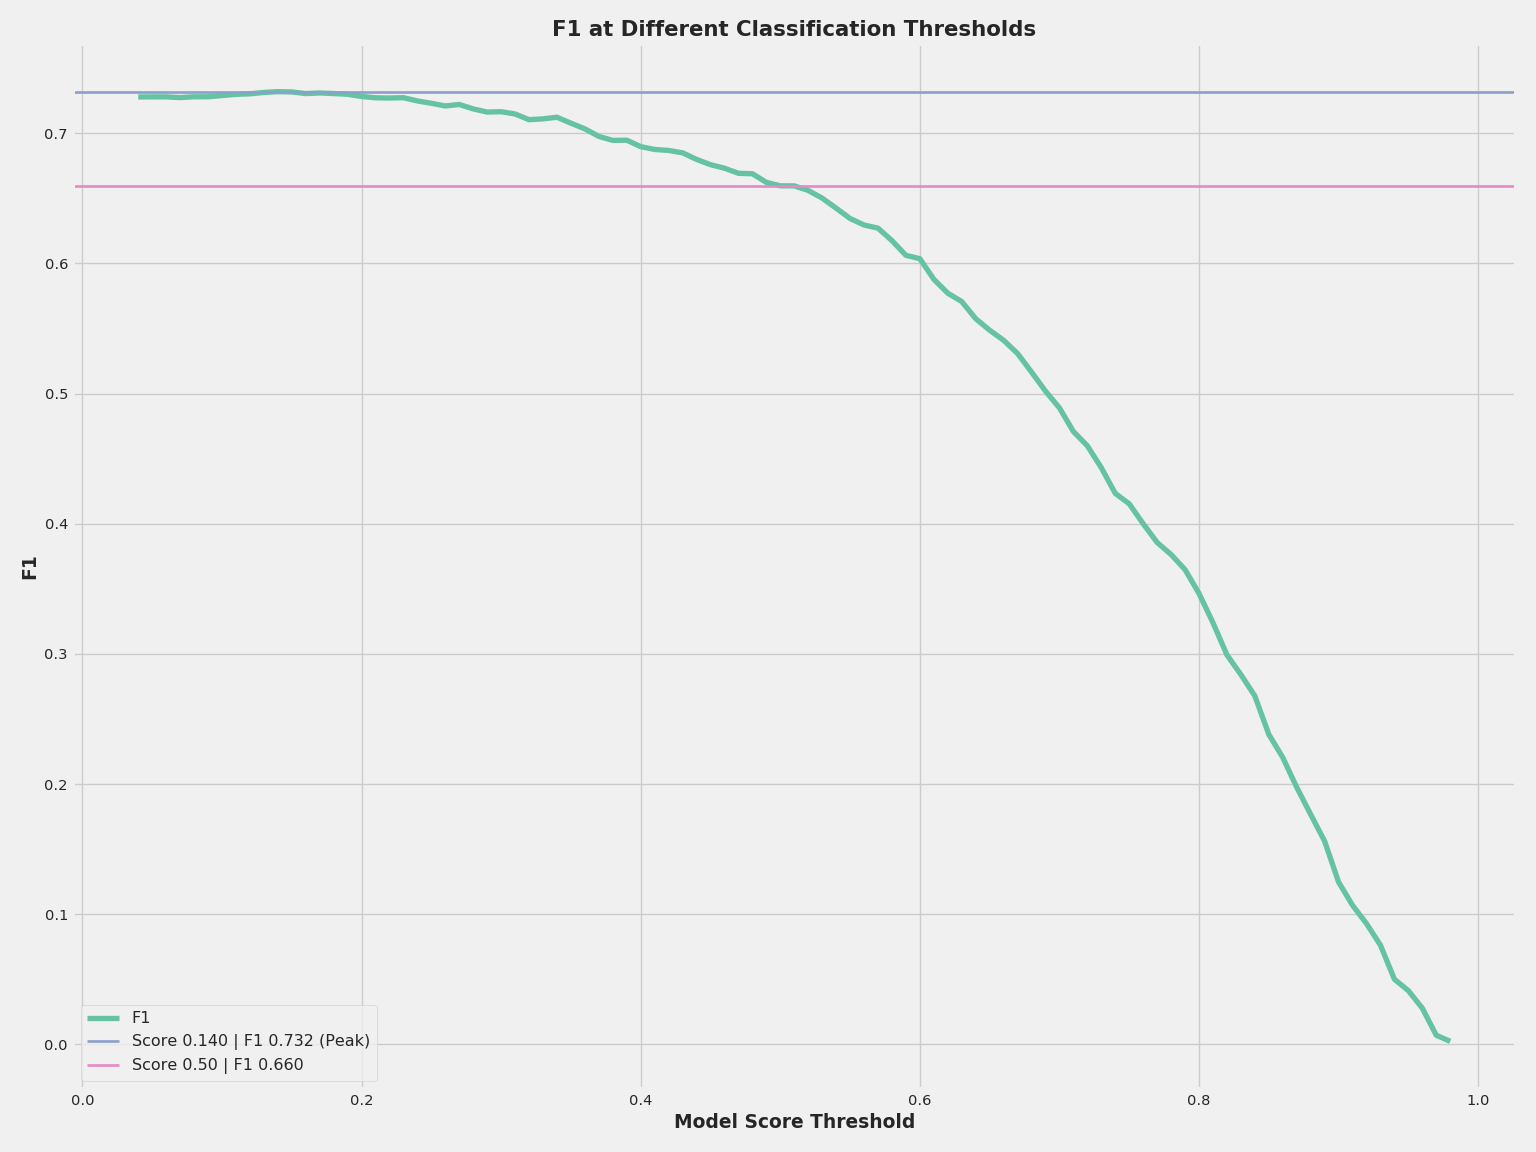 F1 at Different Classification Thresholds
F1
0.7
0.6
0.5
0.4
0.3
0.2
0.1
0.0
F1
Score 0.140 | F1 0.732 (Peak)
Score 0.50 | F1 0.660
0.0 0.2 0.4 0.6 0.8 1.0
Model Score Threshold